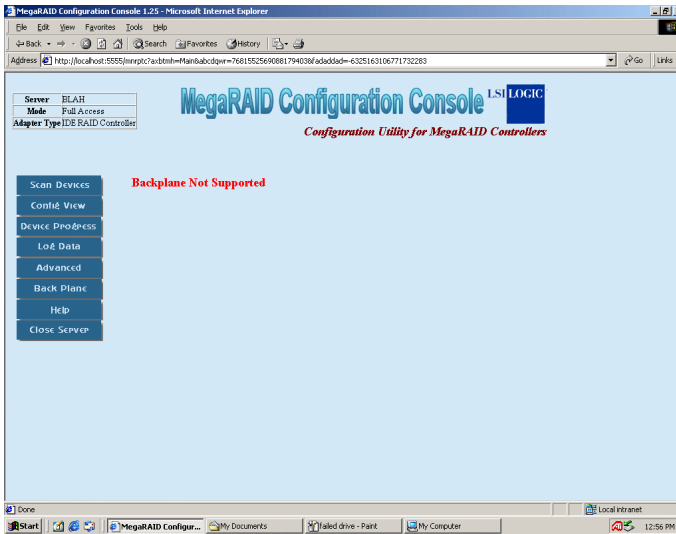 MegaRAID Configuration Console 1.25 - Microsoft Internet Explorer
File Edit View Favorites Tools Help
Back Search Favorites History
Address http://localhost:5555/mnrptc?axbtmh=Main&abcdqwr=7681552569088179403&fadaddad=-6325163106771732283 Go Links
Server BLAH
Mode Full Access
Adapter Type IDE RAID Controller
MegaRAID Configuration Console LSI LOGIC
Configuration Utility for MegaRAID Controllers
Scan Devices
Backplane Not Supported
Config View
Device Progress
Log Data
Advanced
Back Plane
Help
Close Server
Done Local intranet
Start MegaRAID Configur... My Documents failed drive - Paint My Computer 12:56 PM